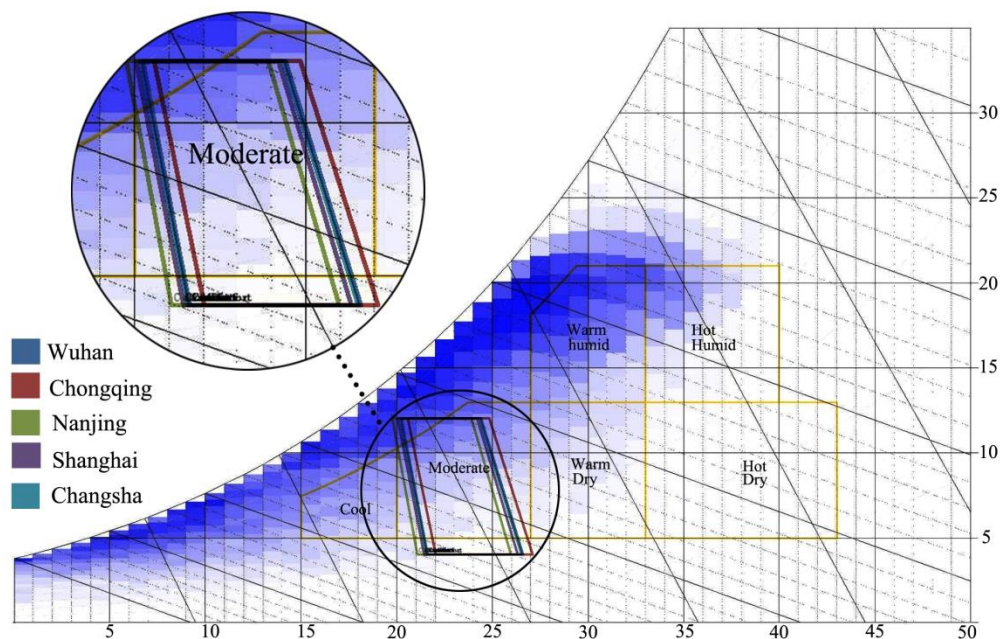 Moderate
Wuhan
Chongqing
Nanjing
Shanghai
Changsha
Warm
humid
Hot
Humid
Moderate
Cool
Warm
Dry
Hot
Dry
30
25
20
15
10
5
5
10
15
20
25
30
35
40
45
50